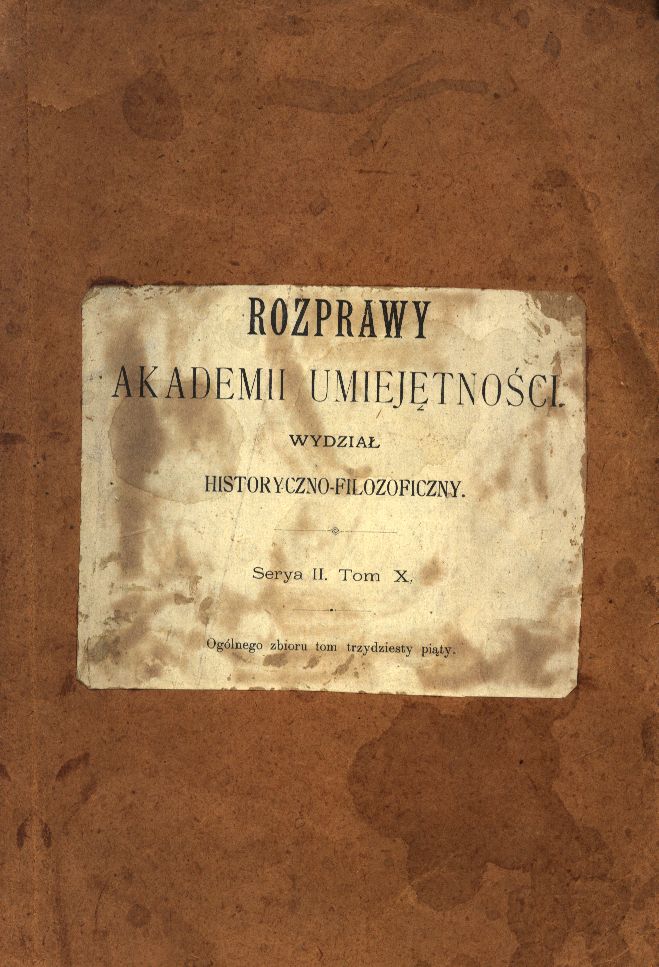 ROZPRAWY
AKADEMII UMIEJĘTNOŚCI.
WYDZIAŁ
HISTORYCZNO-FILOZOFICZNY.
Serya II. Tom X.
Ogólnego zbioru tom trzydziesty piąty.